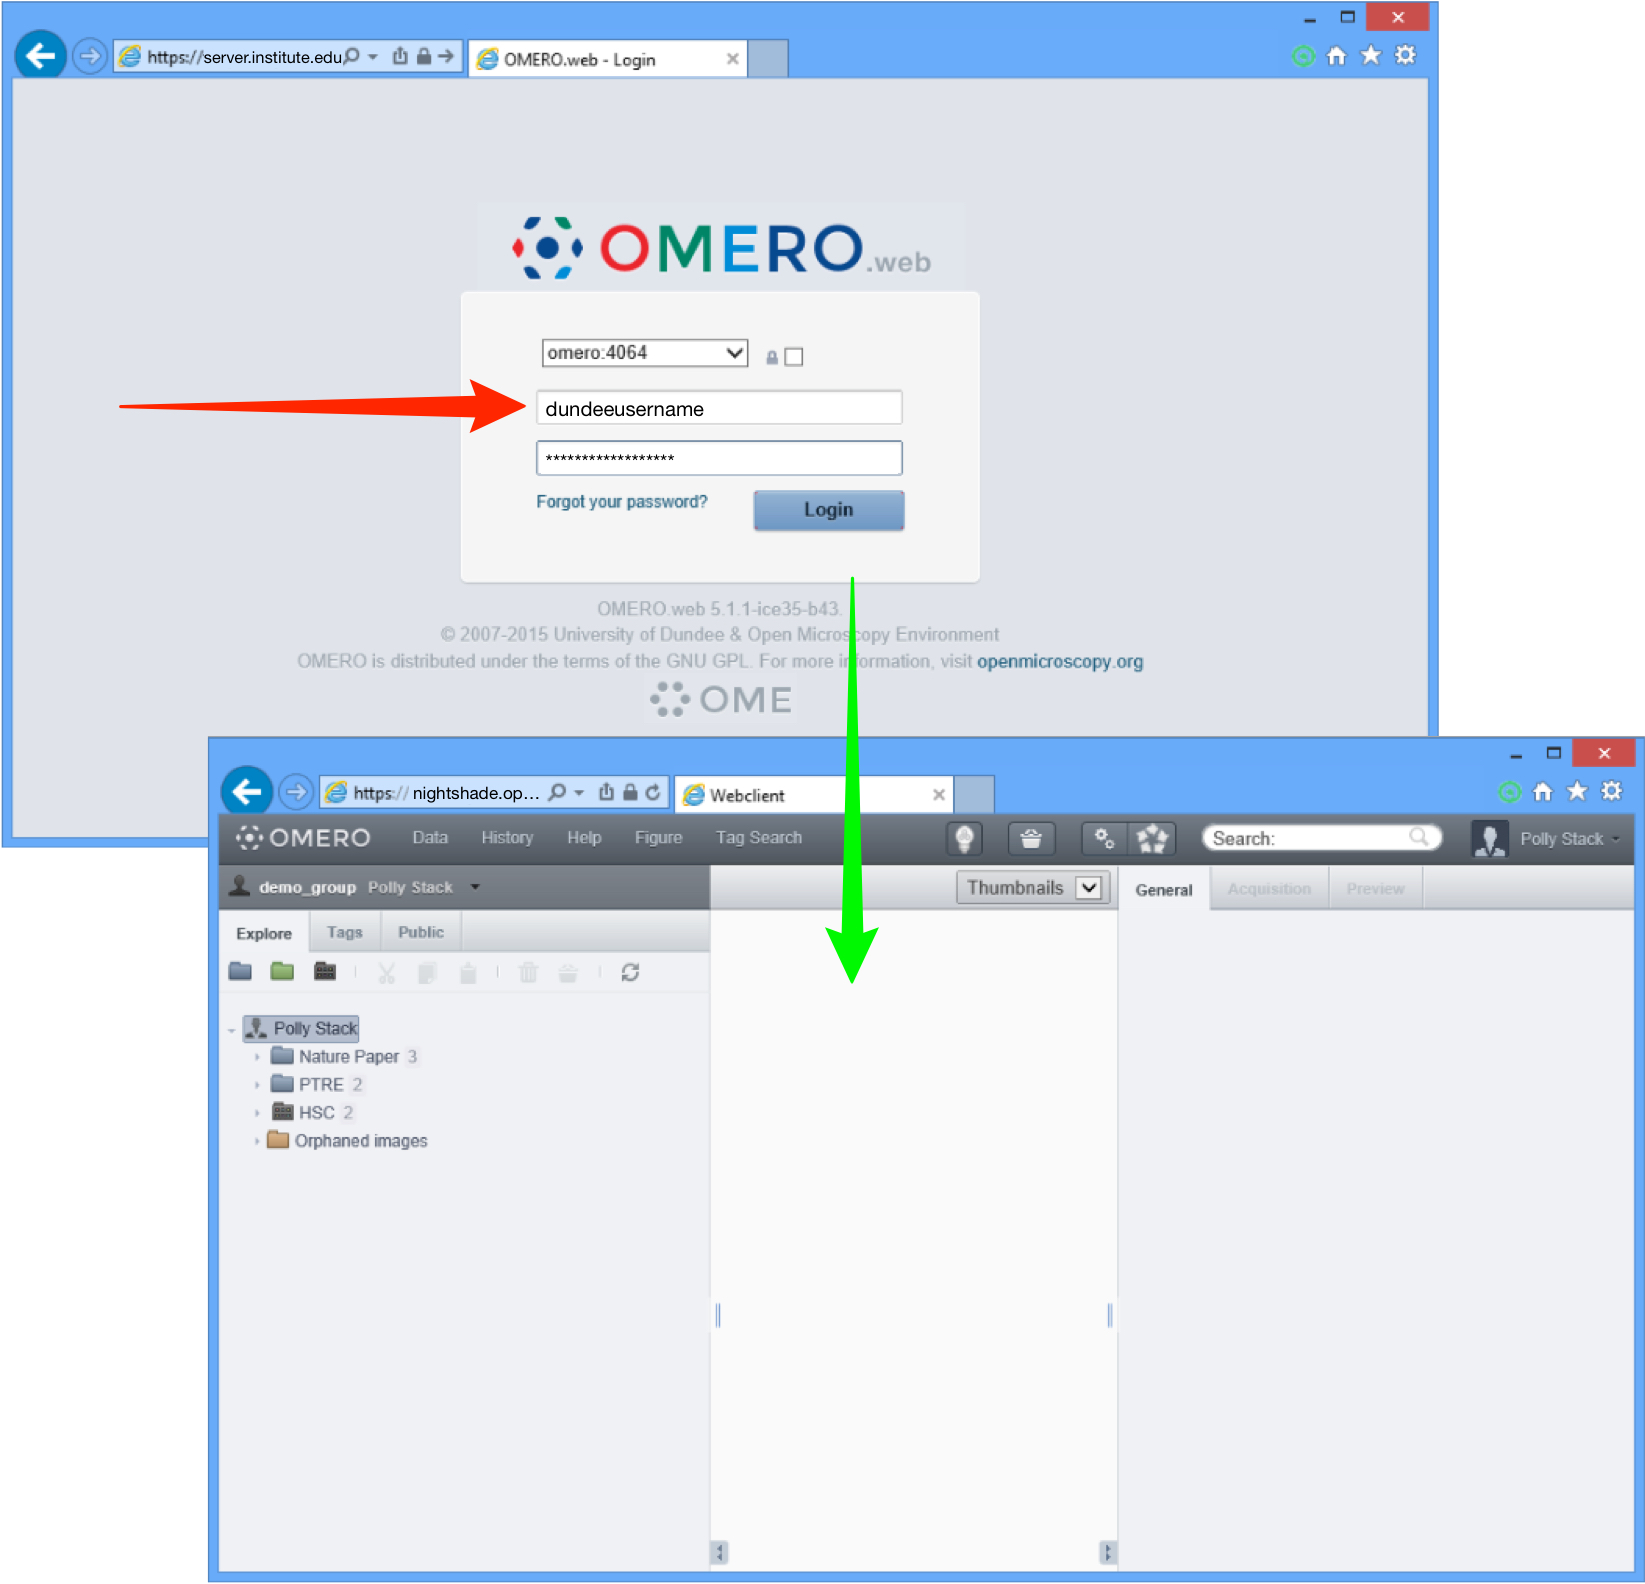 https://server.institute.edu
OMERO.web - Login
OMERO.web
omero:4064
dundeeusername
******************
Forgot your password?
Login
OMERO.web 5.1.1-ice35-b43.
© 2007-2015 University of Dundee & Open Microscopy Environment
OMERO is distributed under the terms of the GNU GPL. For more information, visit openmicroscopy.org
OME
https:// nightshade.op...
Webclient
OMERO Data History Help Figure Tag Search Search: Polly Stack
demo_group Polly Stack Thumbnails General Acquisition Preview
Explore Tags Public
Polly Stack
Nature Paper 3
PTRE 2
HSC 2
Orphaned images